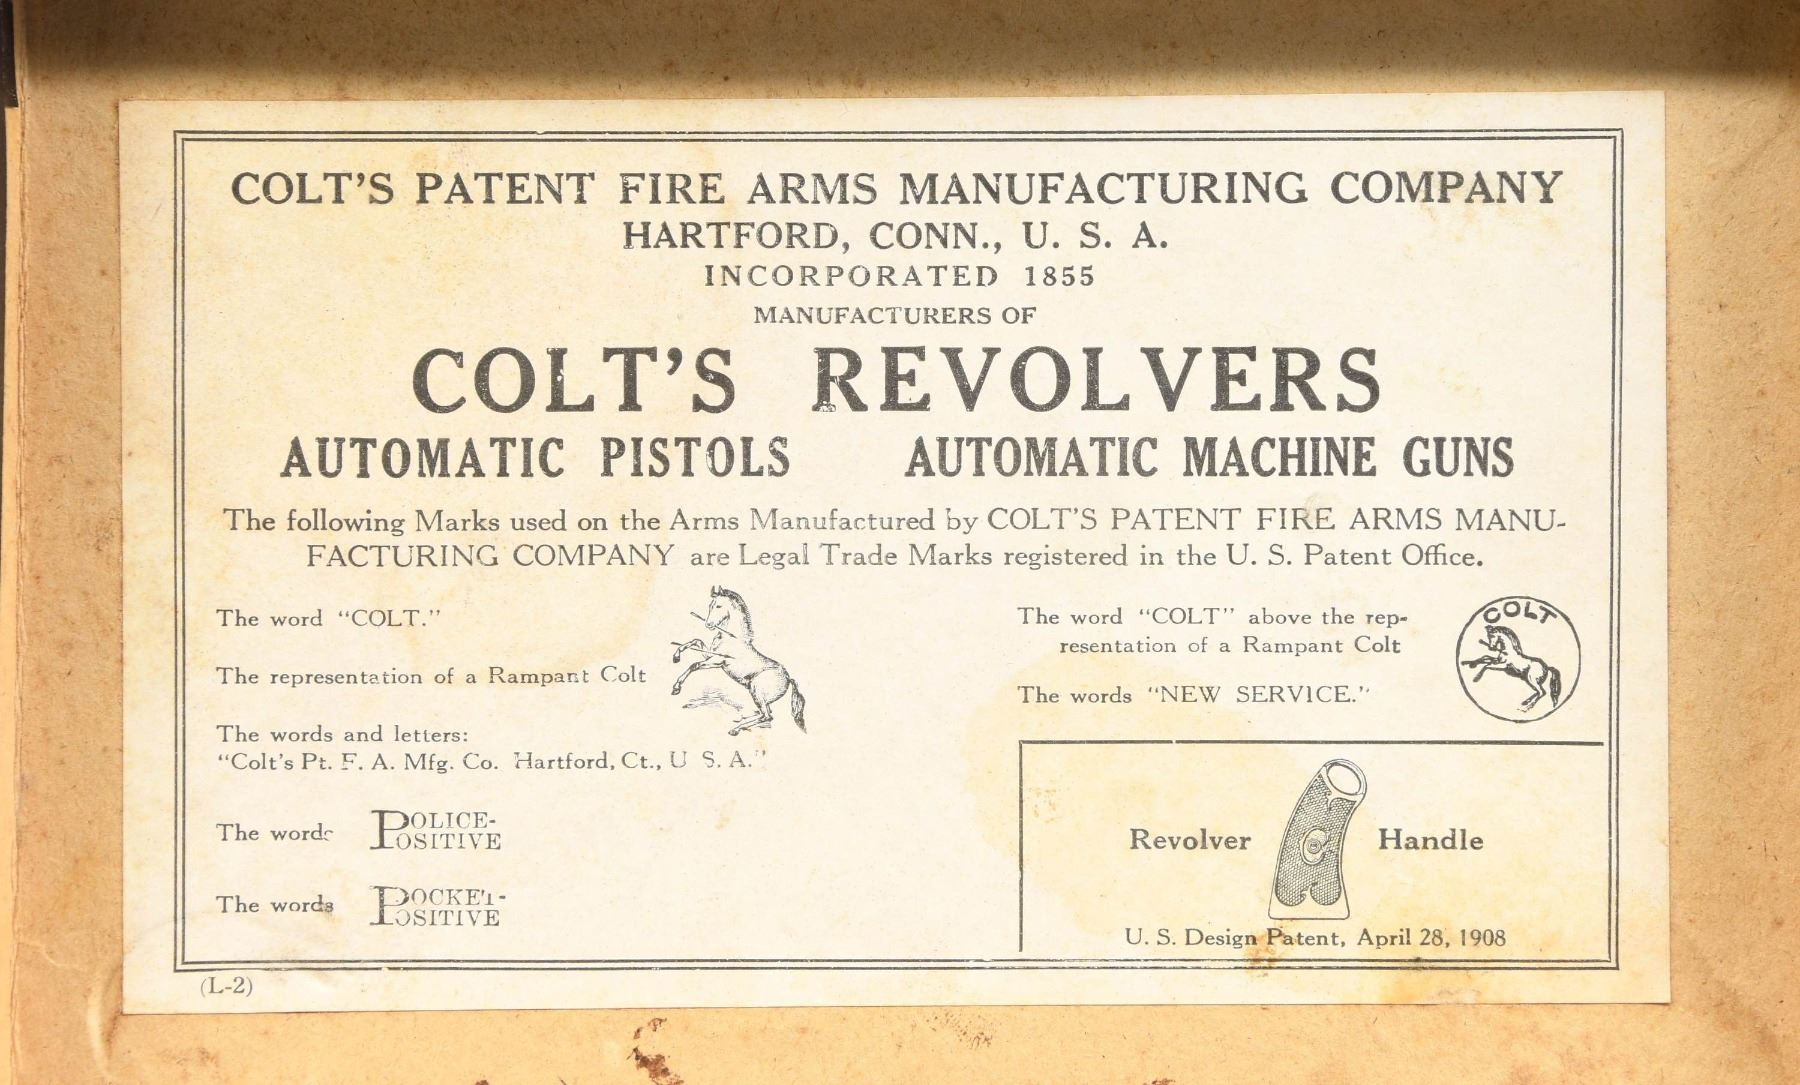 COLT'S PATENT FIRE ARMS MANUFACTURING COMPANY
HARTFORD, CONN., U. S. A.
INCORPORATED 1855
MANUFACTURERS OF
COLT'S REVOLVERS
AUTOMATIC PISTOLS AUTOMATIC MACHINE GUNS
The following Marks used on the Arms Manufactured by COLT'S PATENT FIRE ARMS MANU-
FACTURING COMPANY are Legal Trade Marks registered in the U. S. Patent Office.
The word "COLT."
The representation of a Rampant Colt
The words and letters:
"Colt's Pt. F. A. Mfg. Co. Hartford, Ct., U S. A."
The words POLICE-
POSITIVE
The words POCKET-
POSITIVE
The word "COLT" above the rep-
resentation of a Rampant Colt
COLT
The words "NEW SERVICE."
Revolver C Handle
U. S. Design Patent, April 28, 1908
(L-2)